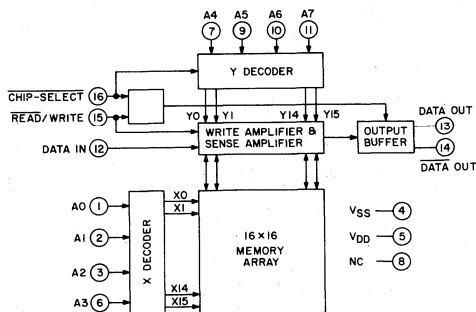 A4 A5 A6 A7
7 9 10 11
Y DECODER
CHIP-SELECT 16
READ/WRITE 15
Y0 Y1 Y14 Y15
DATA OUT
13
WRITE AMPLIFIER &
SENSE AMPLIFIER
OUTPUT
BUFFER
DATA IN 12
14
DATA OUT
A0 1
X0
X1
VSS 4
A1 2
X DECODER
16×16
MEMORY
ARRAY
VDD 5
A2 3
NC 8
X14
A3 6
X15